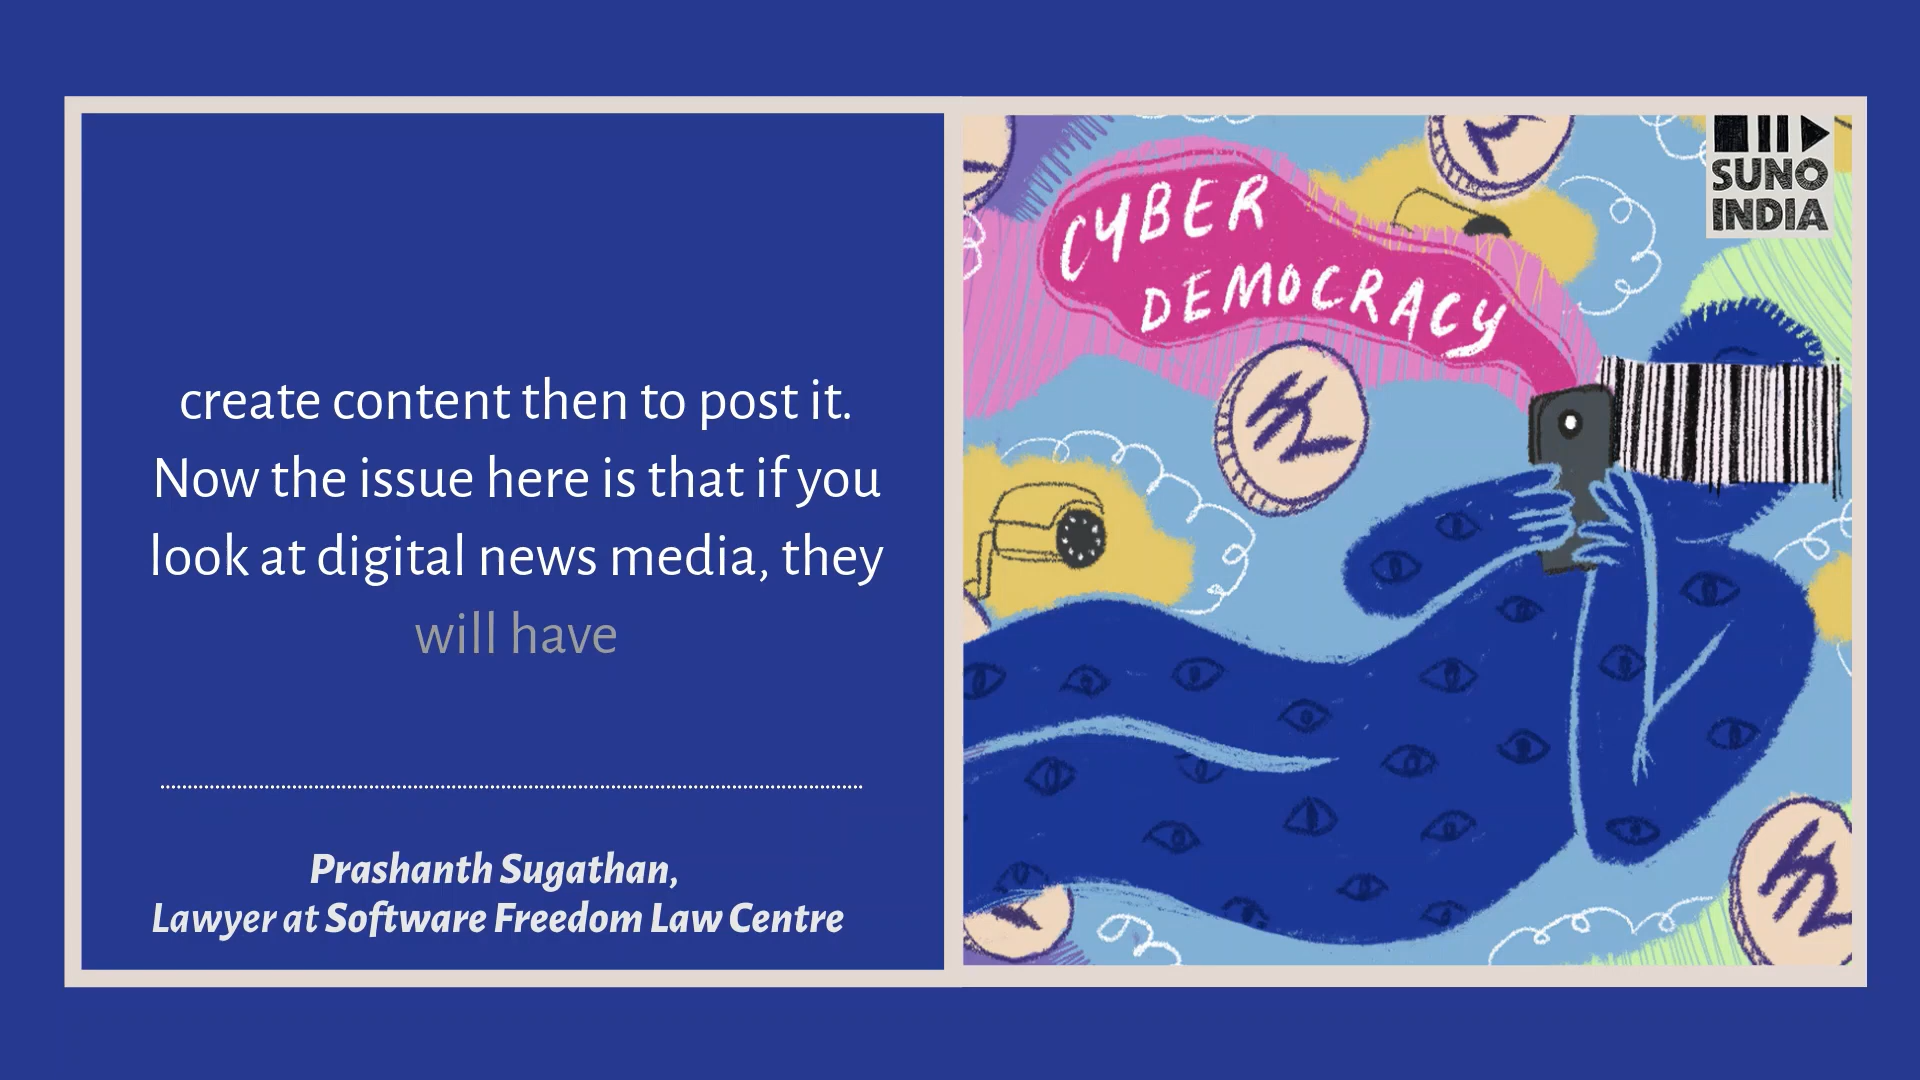 create content then to post it.
Now the issue here is that if you
look at digital news media, they
will have
Prashanth Sugathan,
Lawyer at Software Freedom Law Centre
CYBER
DEMOCRACY
SUNO
INDIA